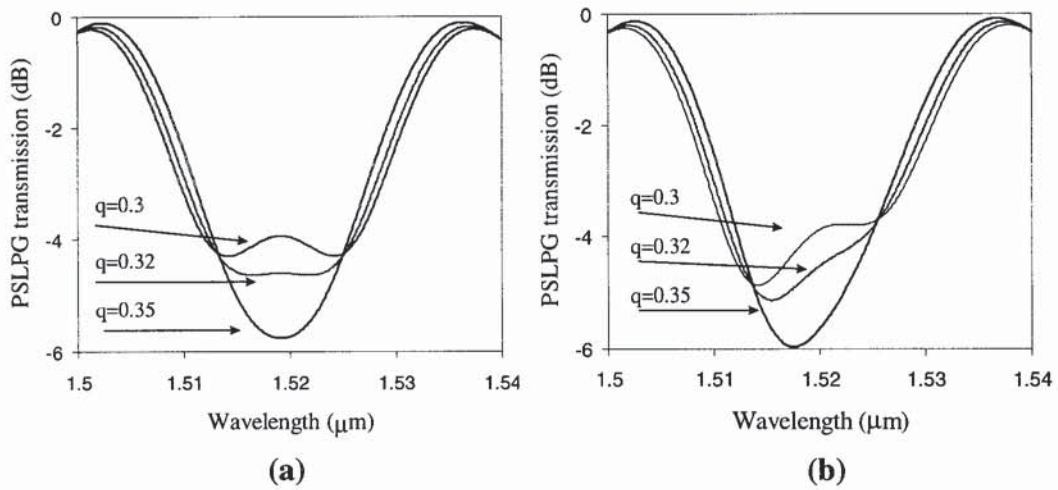 0
-2
-4
-6
PSLPG transmission (dB)
q=0.3
q=0.32
q=0.35
1.5
1.51
1.52
1.53
1.54
Wavelength (μm)
(a)
0
-2
-4
-6
PSLPG transmission (dB)
q=0.3
q=0.32
q=0.35
1.5
1.51
1.52
1.53
1.54
Wavelength (μm)
(b)